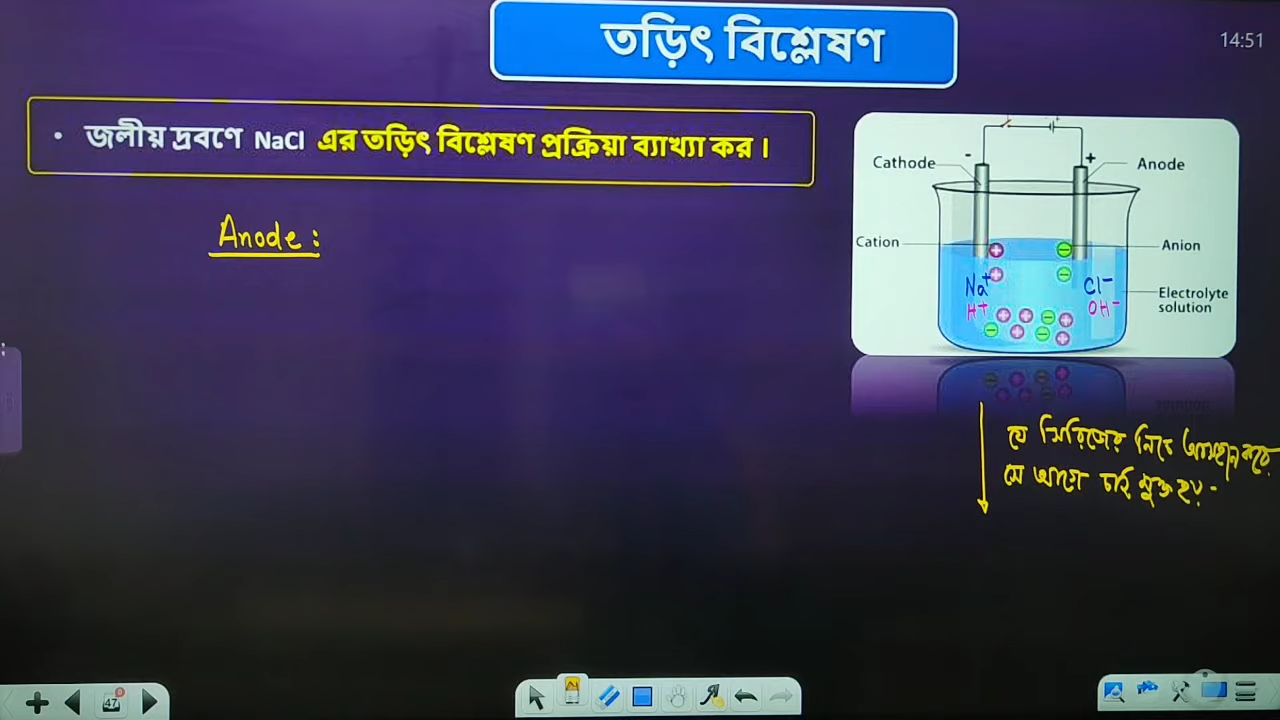 তড়িৎ বিশ্লেষণ
14:51
• জলীয় দ্রবণে NaCl এর তড়িৎ বিশ্লেষণ প্রক্রিয়া ব্যাখ্যা কর।
Anode:
- +
Cathode
Anode
Cation
Anion
Na+
Cl-
H+
OH-
Electrolyte
solution
যে সিরিজের নিচে অবস্থান করে
সে আগে চার্জ মুক্ত হয়.
47